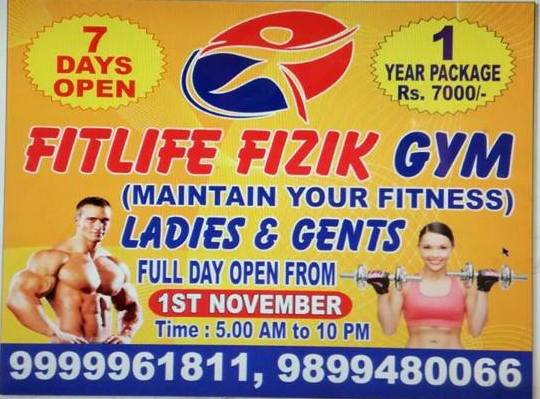 7
DAYS
OPEN
1
YEAR PACKAGE
Rs. 7000/-
FITLIFE FIZIK GYM
(MAINTAIN YOUR FITNESS)
LADIES & GENTS
FULL DAY OPEN FROM
1ST NOVEMBER
Time : 5.00 AM to 10 PM
9999961811, 9899480066